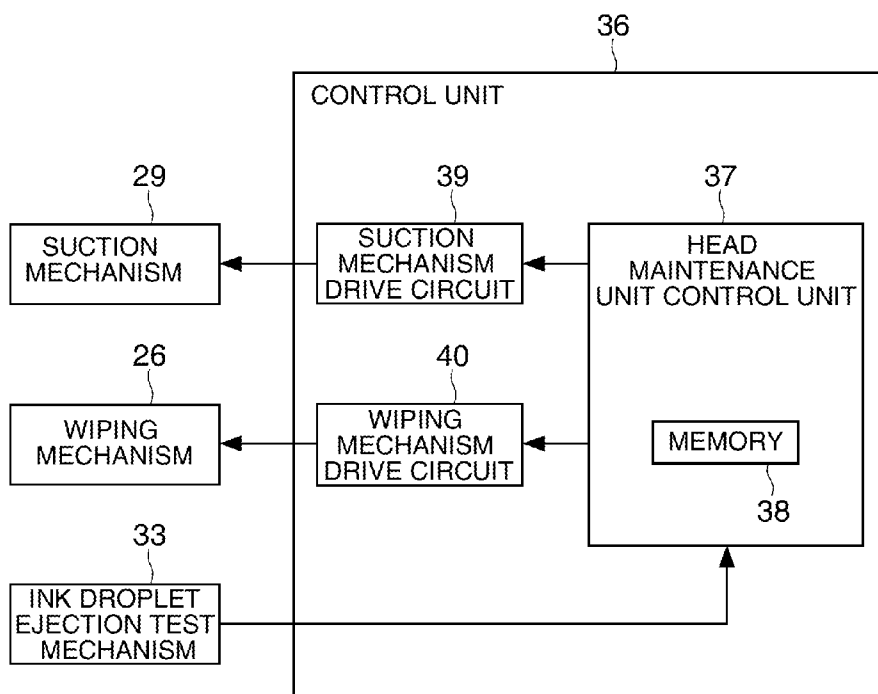 36
CONTROL UNIT
29
SUCTION
MECHANISM
39
SUCTION
MECHANISM
DRIVE CIRCUIT
37
HEAD
MAINTENANCE
UNIT CONTROL UNIT
26
WIPING
MECHANISM
40
WIPING
MECHANISM
DRIVE CIRCUIT
MEMORY
38
33
INK DROPLET
EJECTION TEST
MECHANISM